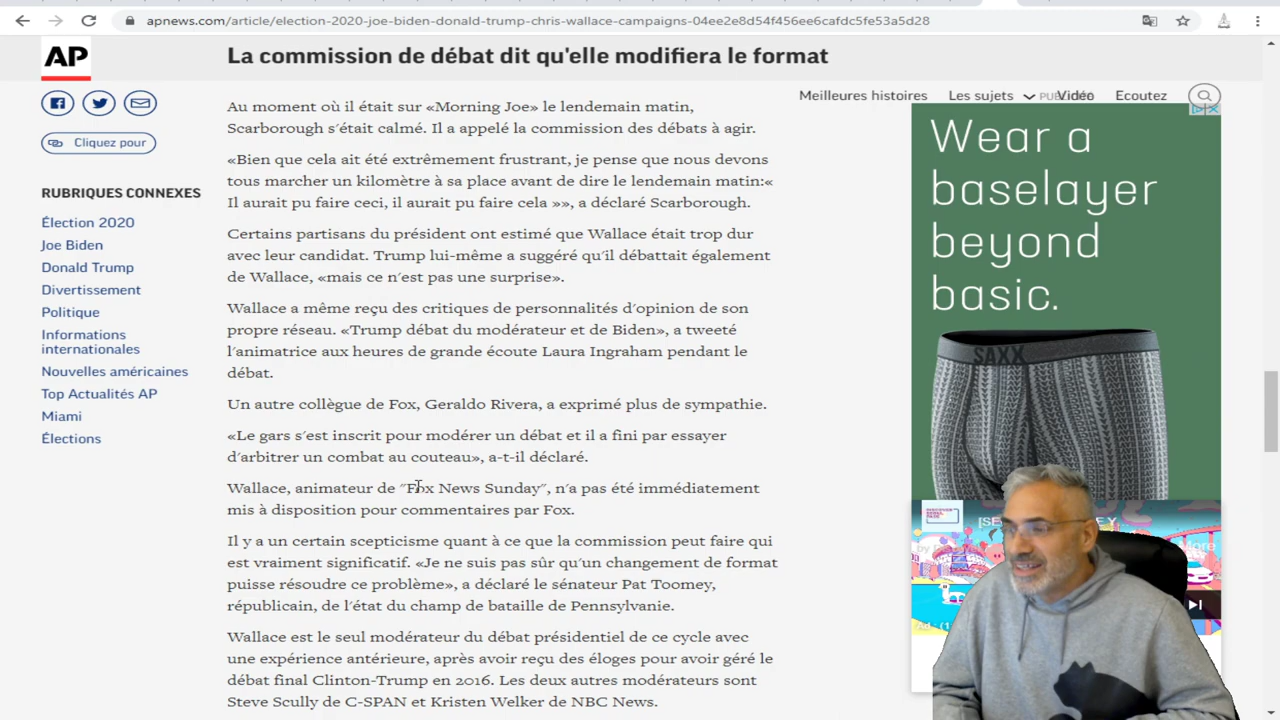 apnews.com/article/election-2020-joe-biden-donald-trump-chris-wallace-campaigns-04ee2e8d54f456ee6cafdc5fe53a5d28
AP
La commission de débat dit qu'elle modifiera le format
Meilleures histoires
Les sujets
Vidéo
Ecoutez
Cliquez pour
RUBRIQUES CONNEXES
Élection 2020
Joe Biden
Donald Trump
Divertissement
Politique
Informations
internationales
Nouvelles américaines
Top Actualités AP
Miami
Élections
Au moment où il était sur «Morning Joe» le lendemain matin,
Scarborough s'était calmé. Il a appelé la commission des débats à agir.
«Bien que cela ait été extrêmement frustrant, je pense que nous devons
tous marcher un kilomètre à sa place avant de dire le lendemain matin:«
Il aurait pu faire ceci, il aurait pu faire cela »», a déclaré Scarborough.
Certains partisans du président ont estimé que Wallace était trop dur
avec leur candidat. Trump lui-même a suggéré qu'il débattait également
de Wallace, «mais ce n'est pas une surprise».
Wallace a même reçu des critiques de personnalités d'opinion de son
propre réseau. «Trump débat du modérateur et de Biden», a tweeté
l'animatrice aux heures de grande écoute Laura Ingraham pendant le
débat.
Un autre collègue de Fox, Geraldo Rivera, a exprimé plus de sympathie.
«Le gars s'est inscrit pour modérer un débat et il a fini par essayer
d'arbitrer un combat au couteau», a-t-il déclaré.
Wallace, animateur de "Fox News Sunday", n'a pas été immédiatement
mis à disposition pour commentaires par Fox.
Il y a un certain scepticisme quant à ce que la commission peut faire qui
est vraiment significatif. «Je ne suis pas sûr qu'un changement de format
puisse résoudre ce problème», a déclaré le sénateur Pat Toomey,
républicain, de l'état du champ de bataille de Pennsylvanie.
Wallace est le seul modérateur du débat présidentiel de ce cycle avec
une expérience antérieure, après avoir reçu des éloges pour avoir géré le
débat final Clinton-Trump en 2016. Les deux autres modérateurs sont
Steve Scully de C-SPAN et Kristen Welker de NBC News.
Wear a
baselayer
beyond
basic.
SAXX